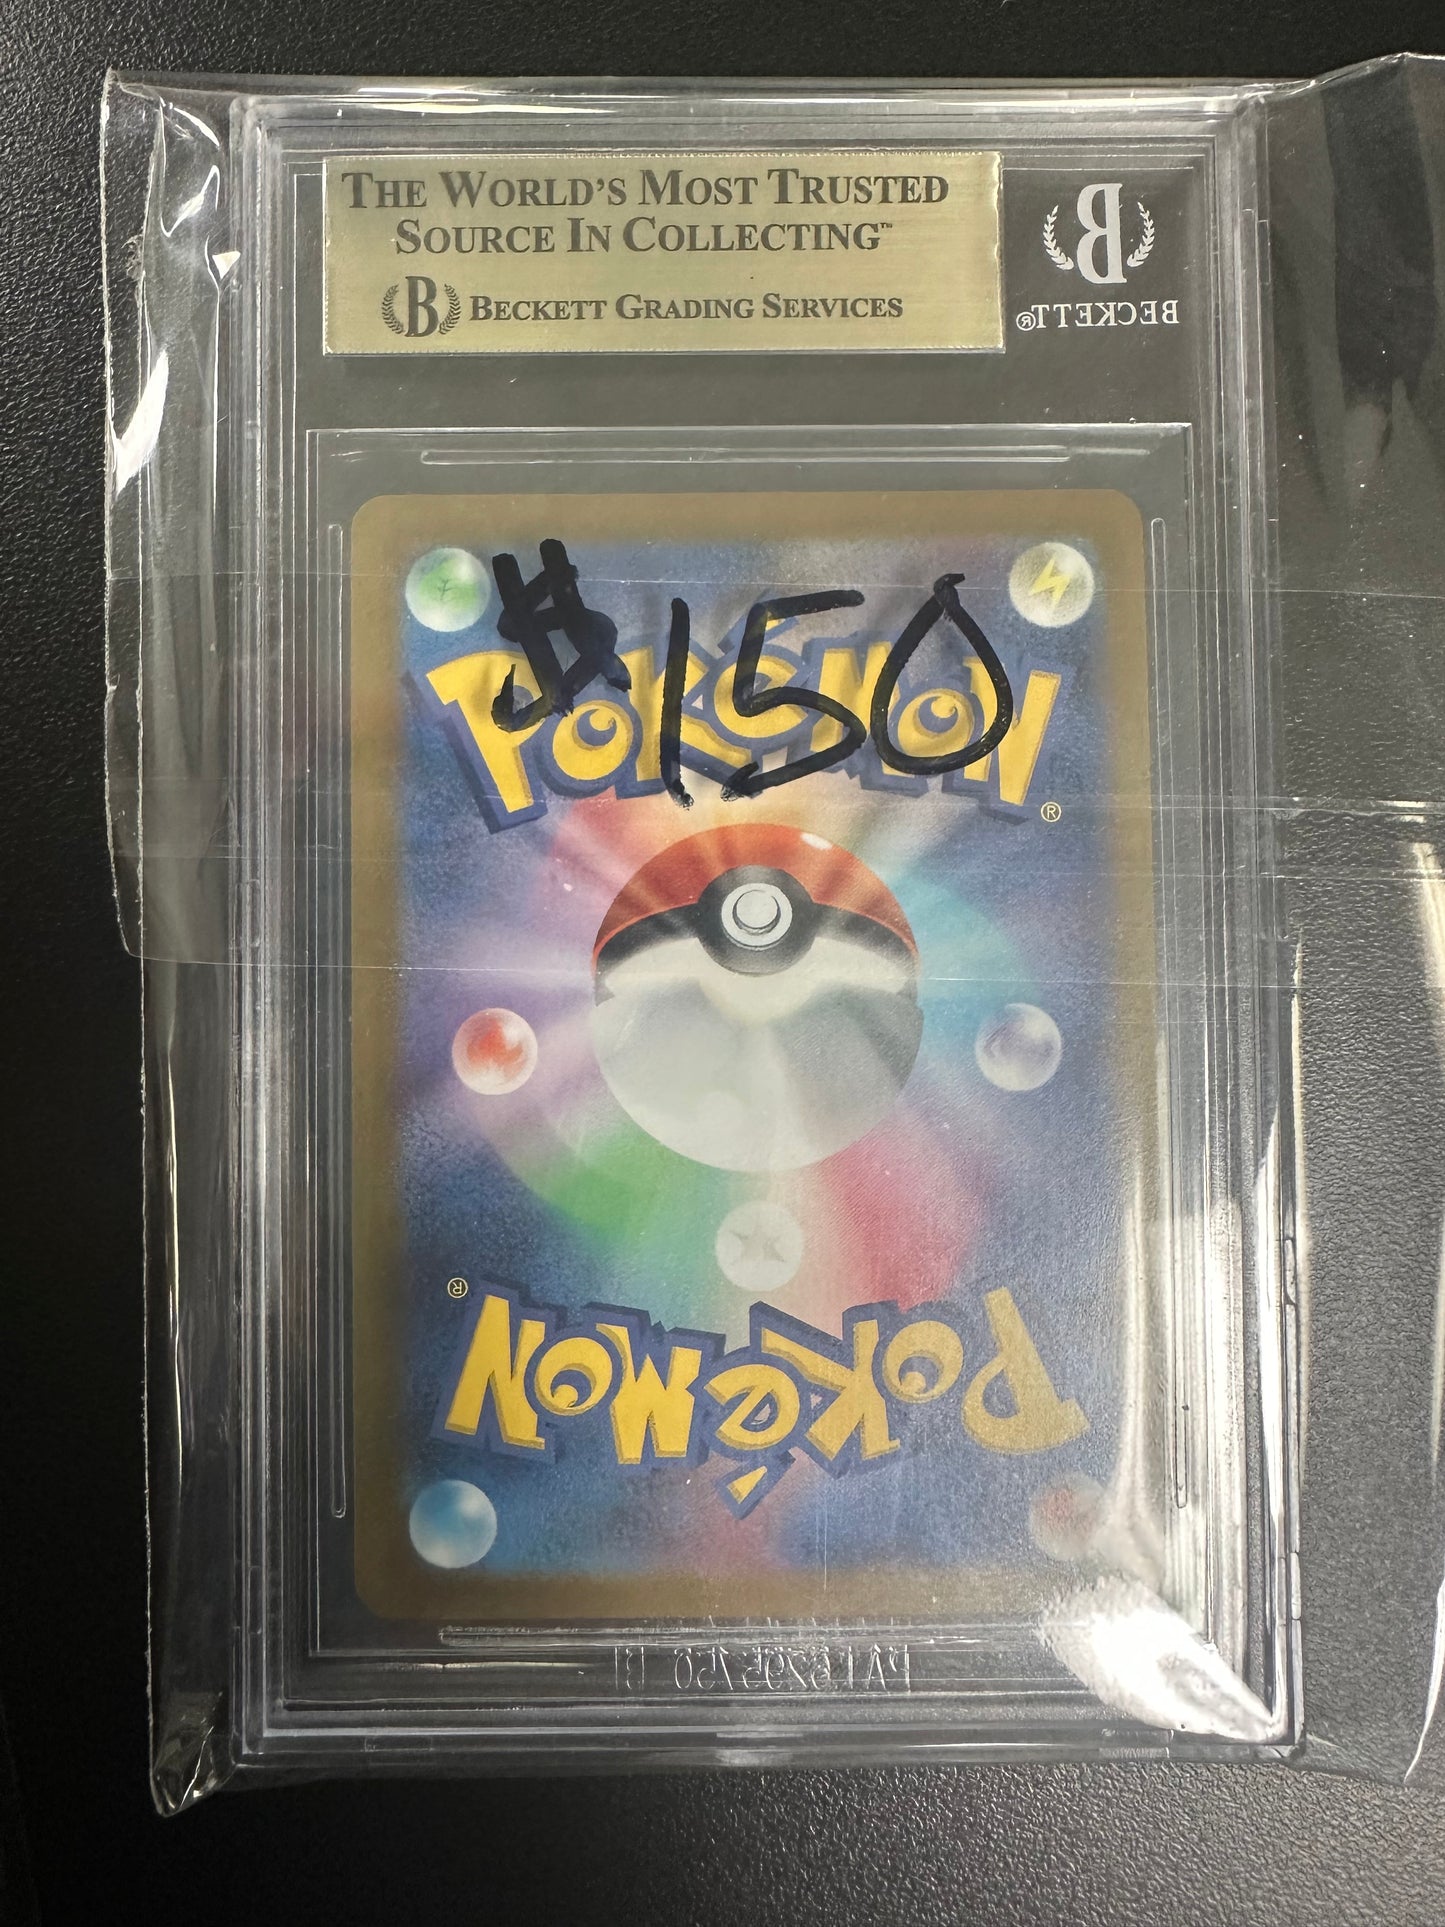 THE WORLD'S MOST TRUSTED
SOURCE IN COLLECTING™
B BECKETT GRADING SERVICES
B
BECKETT®
$150
POKéMON®
POKéMON®